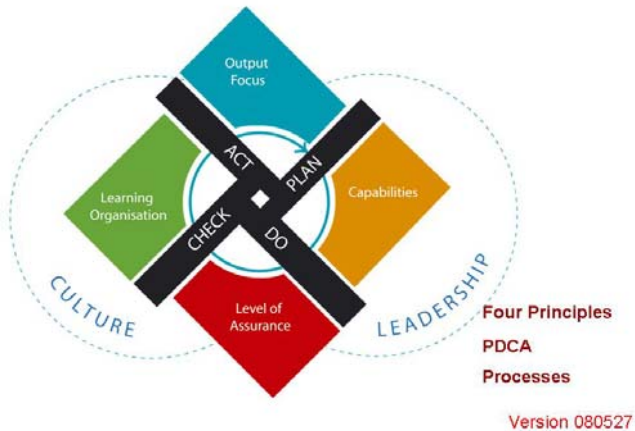 Output
Focus
ACT
PLAN
Learning
Organisation
Capabilities
CHECK
DO
Level of
Assurance
CULTURE
LEADERSHIP
Four Principles
PDCA
Processes
Version 080527